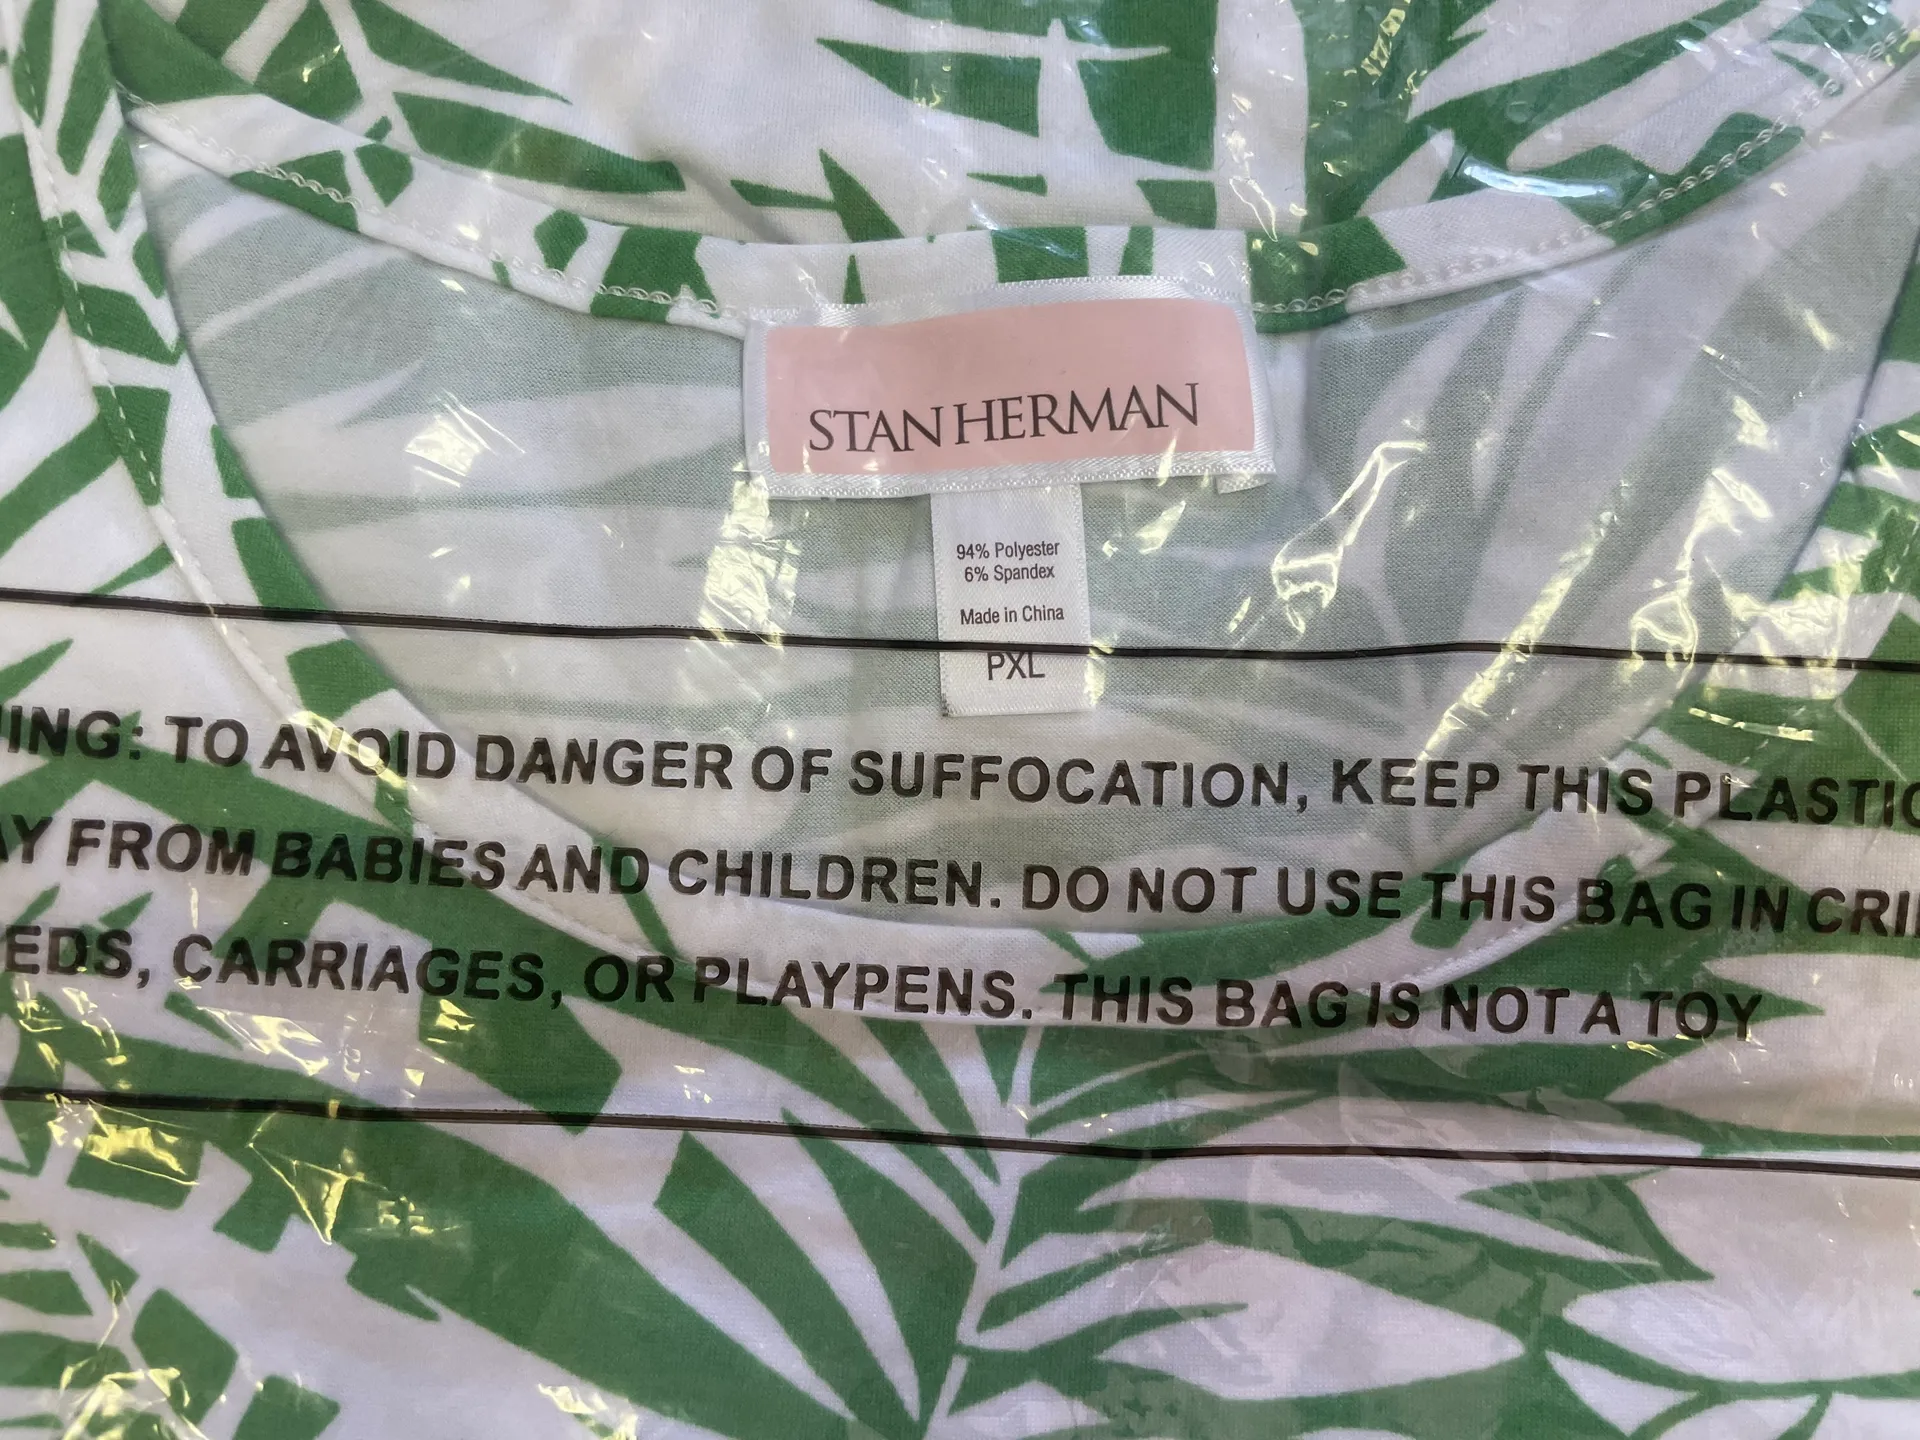 STAN HERMAN
94% Polyester
6% Spandex
Made in China
PXL
TO AVOID DANGER OF SUFFOCATION, KEEP THIS PLASTIC
FROM BABIES AND CHILDREN. DO NOT USE THIS BAG IN
CARRIAGES, OR PLAYPENS. THIS BAG IS NOT A TOY